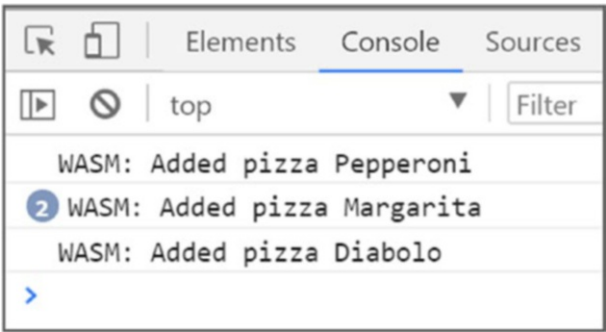 Elements Console Sources
top Filter
WASM: Added pizza Pepperoni
2 WASM: Added pizza Margarita
WASM: Added pizza Diabolo